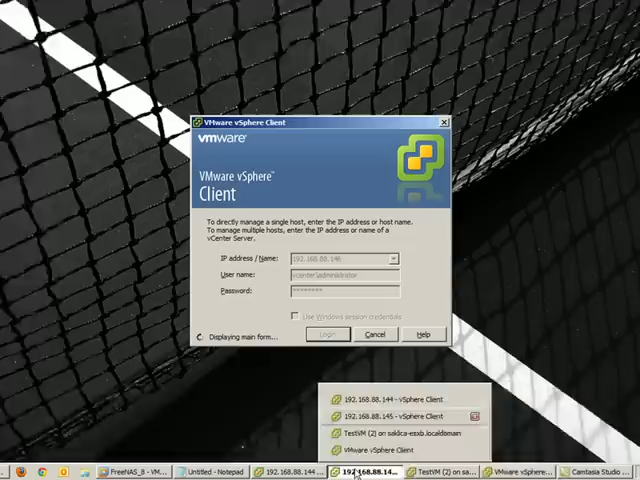 VMware vSphere Client
vmware
VMware vSphere™
Client
To directly manage a single host, enter the IP address or host name.
To manage multiple hosts, enter the IP address or name of a
vCenter Server.
IP address / Name:
192.168.88.146
User name:
vcenter\administrator
Password:
********
Use Windows session credentials
Displaying main form...
Login
Cancel
Help
192.168.88.144 - vSphere Client
192.168.88.145 - vSphere Client
TestVM (2) on saklica-esxb.localdomain
VMware vSphere Client
FreeNAS_8 - VM...
Untitled - Notepad
192.168.88.144 ...
192.168.88.14...
TestVM (2) on sa...
VMware vSphere...
Camtasia Studio ...